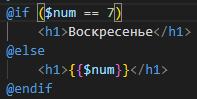 @if ($num == 7)
<h1>Воскресенье</h1>
@else
<h1>{{$num}}</h1>
@endif